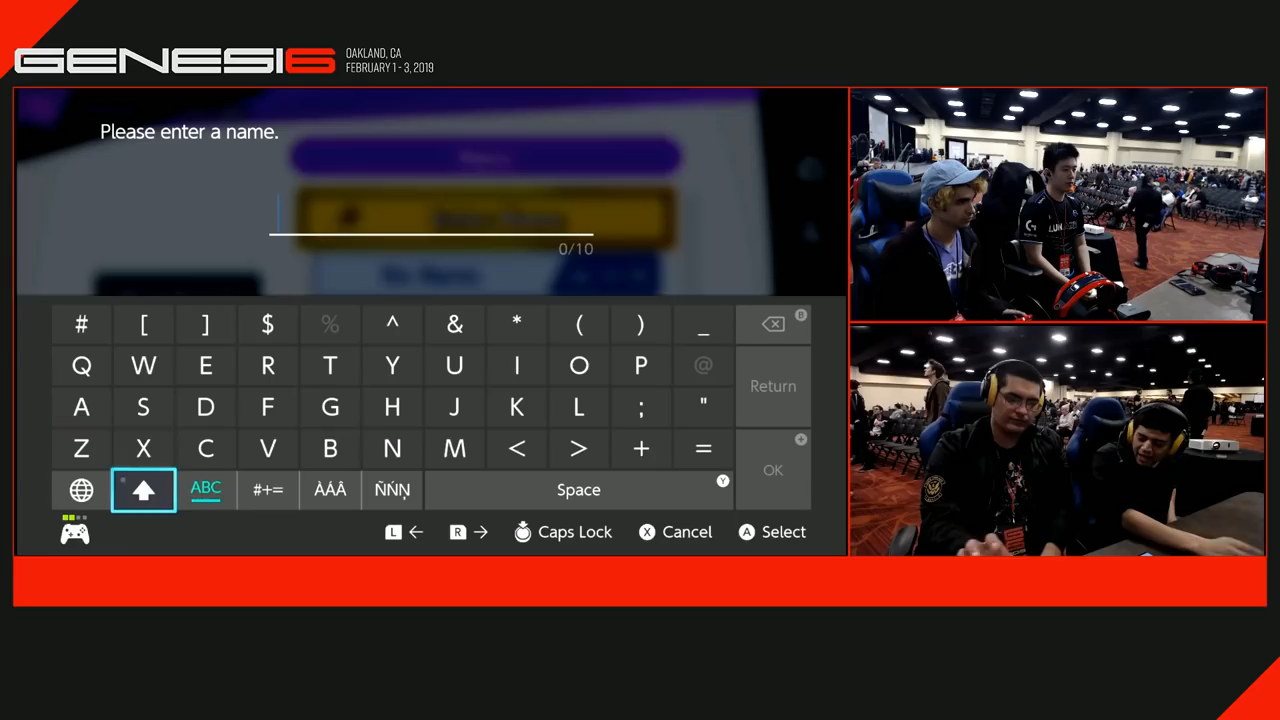 GENESIS
OAKLAND, CA
FEBRUARY 1 - 3, 2019
Please enter a name.
0/10
# [ ] $ % ^ & * ( ) _
Q W E R T Y U I O P @ Return
A S D F G H J K L ; "
Z X C V B N M < > + = OK
ABC #+= ÀÁÂ ÑŃŅ Space
L ← R → Caps Lock X Cancel A Select
B
+
Y